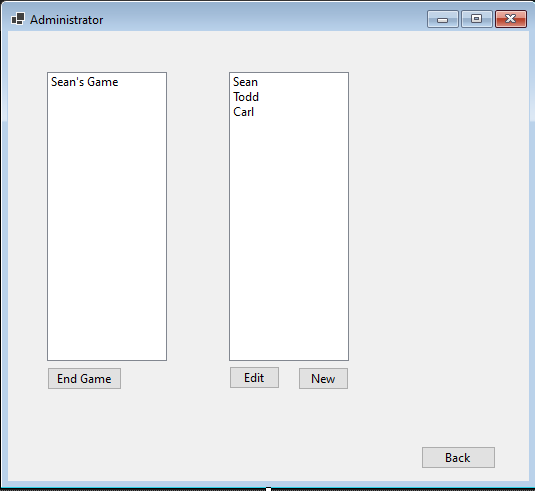 Administrator
Sean's Game
Sean
Todd
Carl
End Game
Edit
New
Back